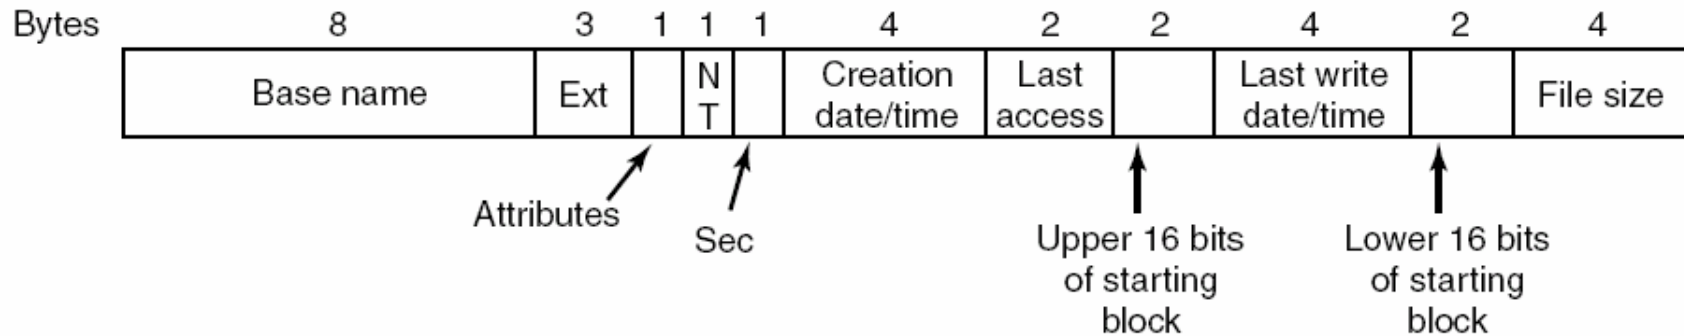 Bytes 8 3 1 1 1 4 2 2 4 2 4
Base name Ext N T Creation date/time Last access Last write date/time File size
Attributes
Sec
Upper 16 bits of starting block
Lower 16 bits of starting block